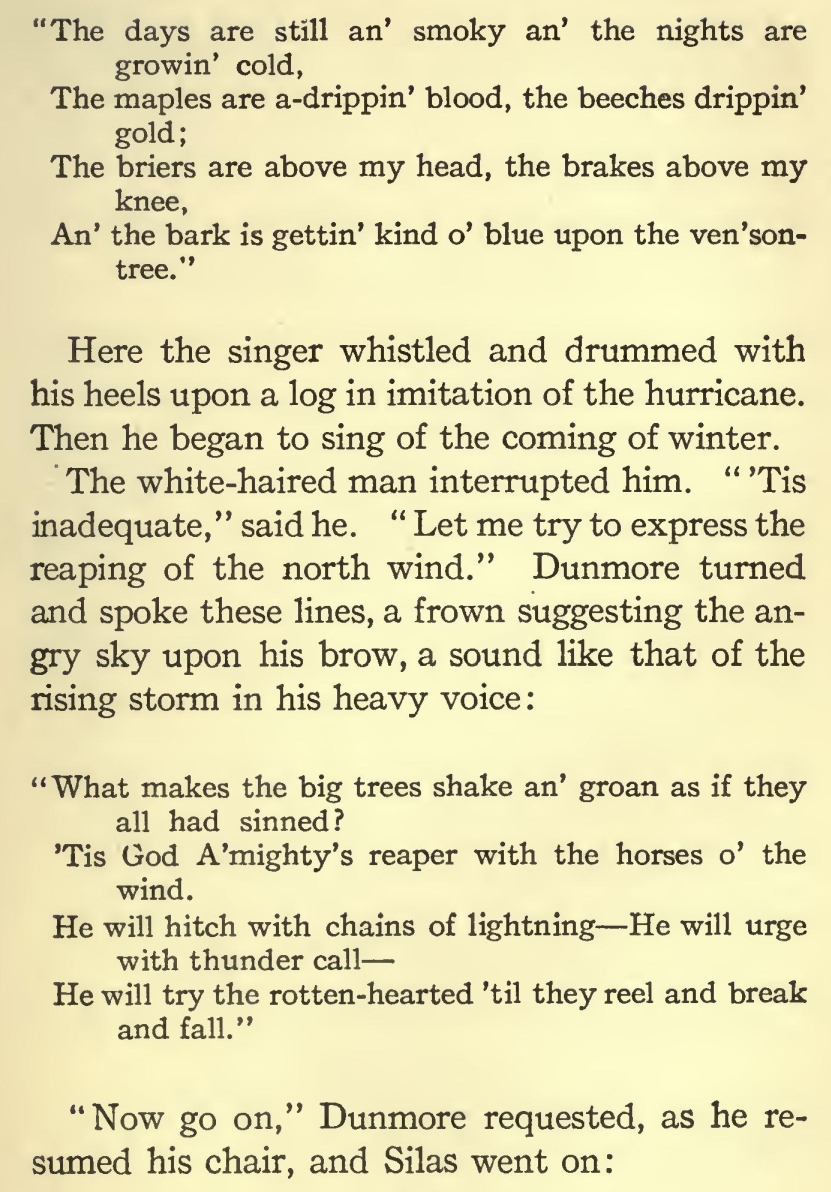 “The days are still an’ smoky an’ the nights are
growin’ cold,
The maples are a-drippin’ blood, the beeches drippin’
gold;
The briers are above my head, the brakes above my
knee,
An’ the bark is gettin’ kind o’ blue upon the ven’son-
tree.”
Here the singer whistled and drummed with
his heels upon a log in imitation of the hurricane.
Then he began to sing of the coming of winter.
The white-haired man interrupted him. “ ’Tis
inadequate,” said he. “Let me try to express the
reaping of the north wind.” Dunmore turned
and spoke these lines, a frown suggesting the an-
gry sky upon his brow, a sound like that of the
rising storm in his heavy voice:
“What makes the big trees shake an’ groan as if they
all had sinned?
’Tis God A’mighty’s reaper with the horses o’ the
wind.
He will hitch with chains of lightning—He will urge
with thunder call—
He will try the rotten-hearted ’til they reel and break
and fall.”
“Now go on,” Dunmore requested, as he re-
sumed his chair, and Silas went on: